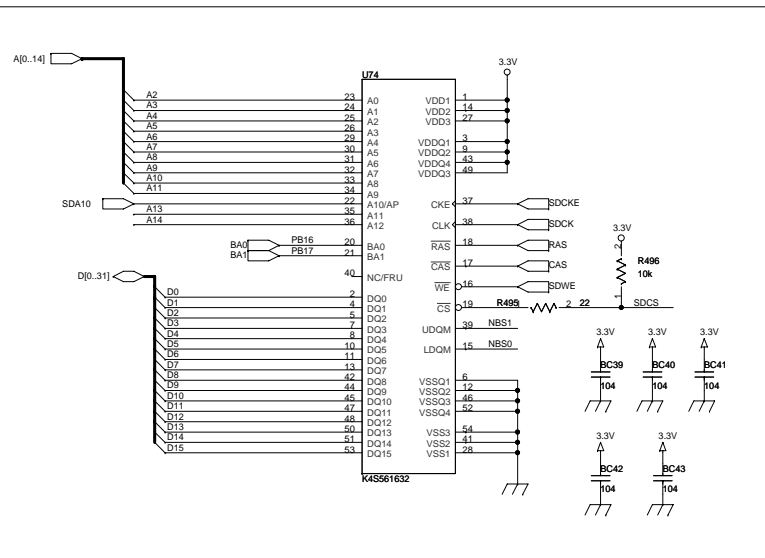 A[0..14]
U74
3.3V
A2 23 A0 VDD1 1
A3 24 A1 VDD2 14
A4 25 A2 VDD3 27
A5 26 A3
A6 29 A4 VDDQ1 3
A7 30 A5 VDDQ2 9
A8 31 A6 VDDQ4 43
A9 32 A7 VDDQ3 49
A10 33 A8
A11 34 A9
SDA10 22 A10/AP CKE 37 SDCKE
A13 35 A11
A14 36 A12 CLK 38 SDCK
3.3V
BA0 PB16 20 BA0 RAS 18 RAS
BA1 PB17 21 BA1
CAS 17 CAS
2 R496
10k
1
D[0..31] 40 NC/FRU
WE 16 SDWE
D0 2 DQ0
D1 4 DQ1 CS 19 R495 1 2 22 SDCS
D2 5 DQ2
D3 7 DQ3 UDQM 39 NBS1
D4 8 DQ4
D5 10 DQ5 LDQM 15 NBS0
D6 11 DQ6
D7 13 DQ7
D8 42 DQ8 VSSQ1 6
D9 44 DQ9 VSSQ2 12
D10 45 DQ10 VSSQ3 46
D11 47 DQ11 VSSQ4 52
D12 48 DQ12
D13 50 DQ13 VSS3 54
D14 51 DQ14 VSS2 41
D15 53 DQ15 VSS1 28
K4S561632
3.3V 3.3V 3.3V
BC39 BC40 BC41
104 104 104
3.3V 3.3V
BC42 BC43
104 104